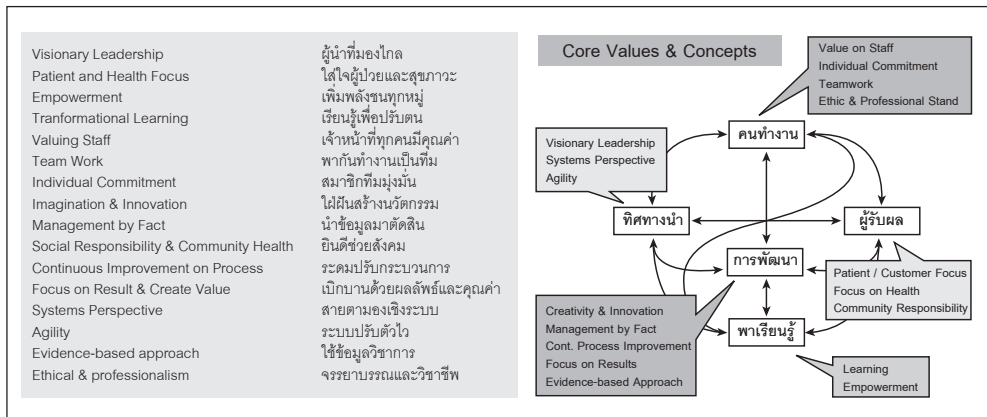 Visionary Leadership ผู้นำที่มองไกล
Patient and Health Focus ใส่ใจผู้ป่วยและสุขภาวะ
Empowerment เพิ่มพลังชนทุกหมู่
Tranformational Learning เรียนรู้เพื่อปรับตน
Valuing Staff เจ้าหน้าที่ทุกคนมีคุณค่า
Team Work พากันทำงานเป็นทีม
Individual Commitment สมาชิกทีมมุ่งมั่น
Imagination & Innovation ใฝ่ฝันสร้างนวัตกรรม
Management by Fact นำข้อมูลมาตัดสิน
Social Responsibility & Community Health ยินดีช่วยสังคม
Continuous Improvement on Process ระดมปรับกระบวนการ
Focus on Result & Create Value เบิกบานด้วยผลลัพธ์และคุณค่า
Systems Perspective สายตามองเชิงระบบ
Agility ระบบปรับตัวไว
Evidence-based approach ใช้ข้อมูลวิชาการ
Ethical & professionalism จรรยาบรรณและวิชาชีพ
Core Values & Concepts
Value on Staff
Individual Commitment
Teamwork
Ethic & Professional Stand
คนทำงาน
Visionary Leadership
Systems Perspective
Agility
ทิศทางนำ
ผู้รับผล
การพัฒนา
Patient / Customer Focus
Focus on Health
Community Responsibility
Creativity & Innovation
Management by Fact
Cont. Process Improvement
Focus on Results
Evidence-based Approach
พาเรียนรู้
Learning
Empowerment